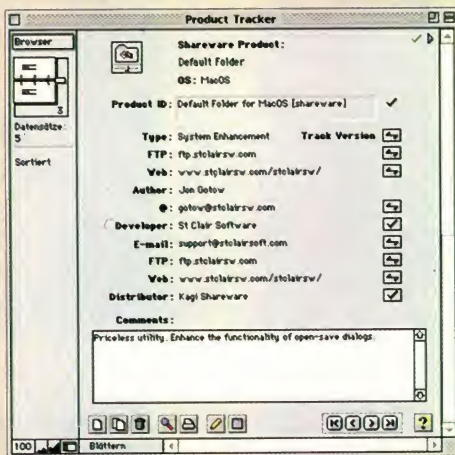 Product Tracker
Browser
Datensätze:
5
Sortiert
Shareware Product:
Default Folder
OS: MacOS
Product ID: Default Folder for MacOS [shareware]
Type: System Enhancement Track Version
FTP: ftp.stclairsw.com
Web: www.stclairsw.com/stclairsw/
Author: Jon Gotow
@: gotow@stclairsw.com
Developer: St Clair Software
E-mail: support@stclairsoft.com
FTP: ftp.stclairsw.com
Web: www.stclairsw.com/stclairsw/
Distributor: Kagi Shareware
Comments:
Priceless utility. Enhance the functionality of open-save dialogs.
?
100
Blättern